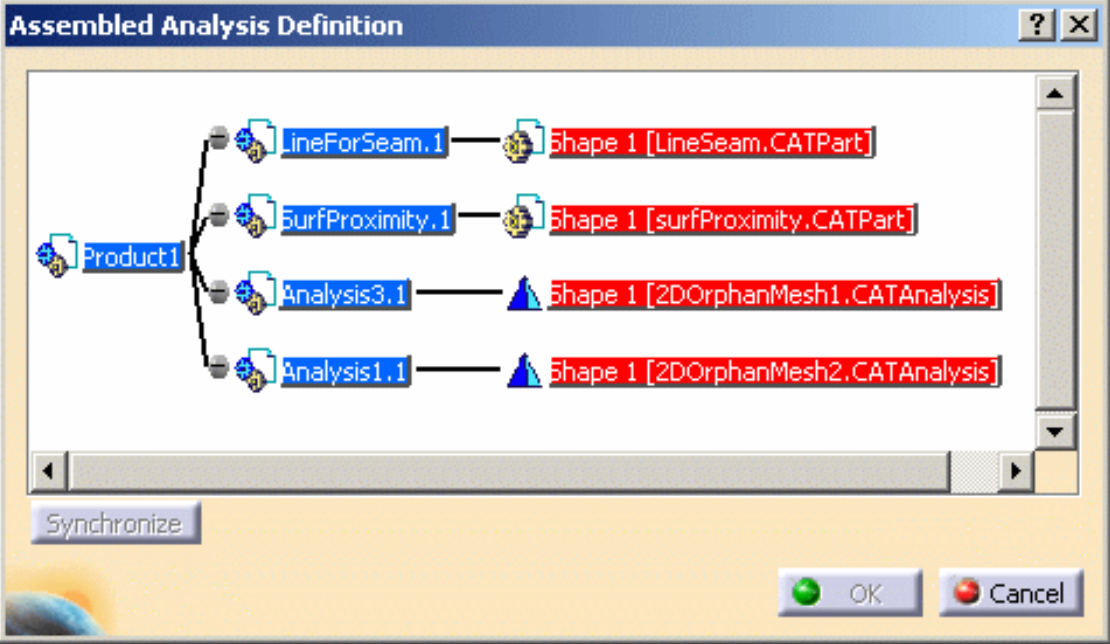 Assembled Analysis Definition
LineForSeam.1 Shape 1 [LineSeam.CATPart]
SurfProximity.1 Shape 1 [surfProximity.CATPart]
Product1
Analysis3.1 Shape 1 [2DOrphanMesh1.CATAnalysis]
Analysis1.1 Shape 1 [2DOrphanMesh2.CATAnalysis]
Synchronize
OK Cancel